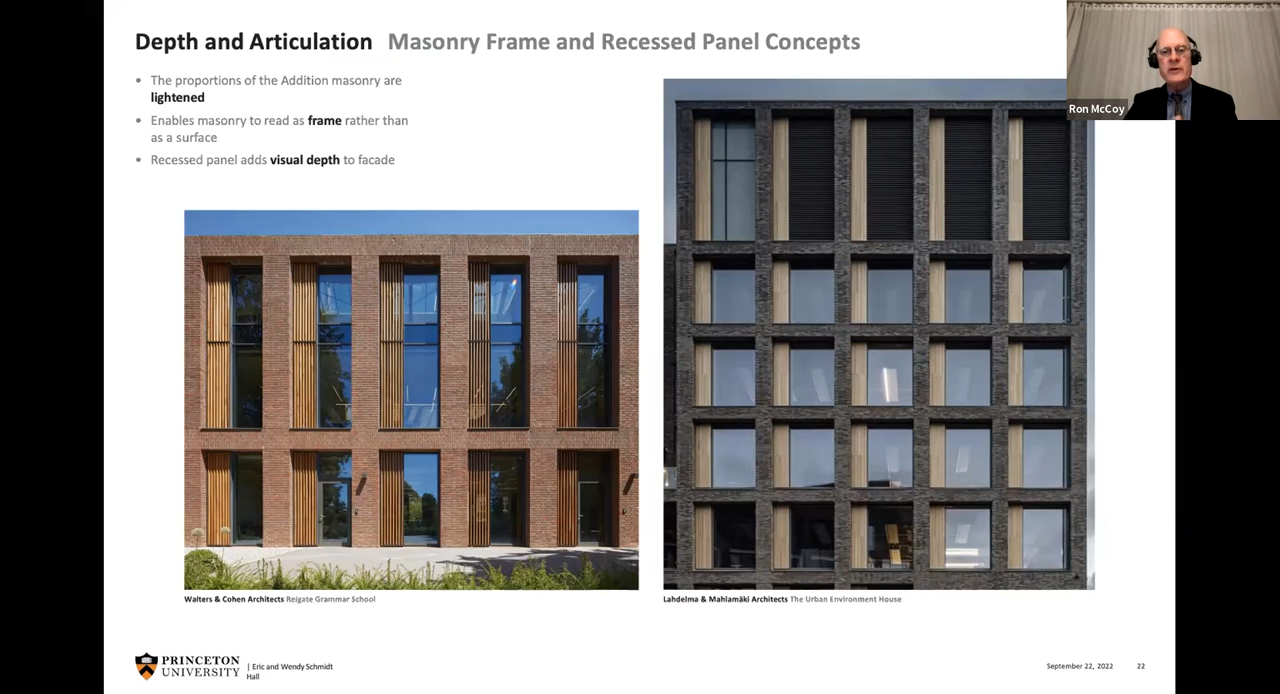 Depth and Articulation Masonry Frame and Recessed Panel Concepts
• The proportions of the Addition masonry are
lightened
• Enables masonry to read as frame rather than
as a surface
• Recessed panel adds visual depth to facade
Ron McCoy
Walters & Cohen Architects Reigate Grammar School
Lahdelma & Mahlamäki Architects The Urban Environment House
PRINCETON
UNIVERSITY
| Eric and Wendy Schmidt
Hall
September 22, 2022 22